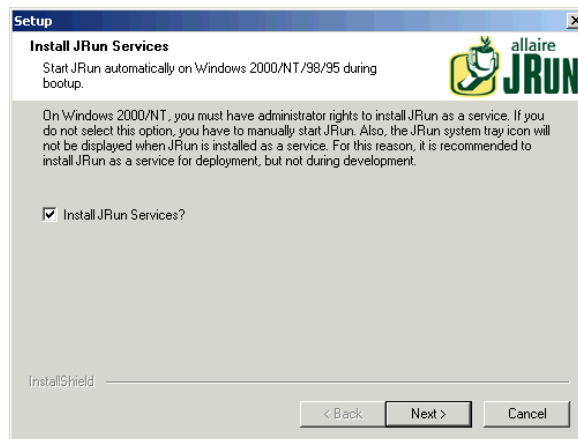 Setup
Install JRun Services
Start JRun automatically on Windows 2000/NT/98/95 during
bootup.
allaire
JRUN
On Windows 2000/NT, you must have administrator rights to install JRun as a service. If you
do not select this option, you have to manually start JRun. Also, the JRun system tray icon will
not be displayed when JRun is installed as a service. For this reason, it is recommended to
install JRun as a service for deployment, but not during development.
Install JRun Services?
InstallShield
< Back
Next >
Cancel